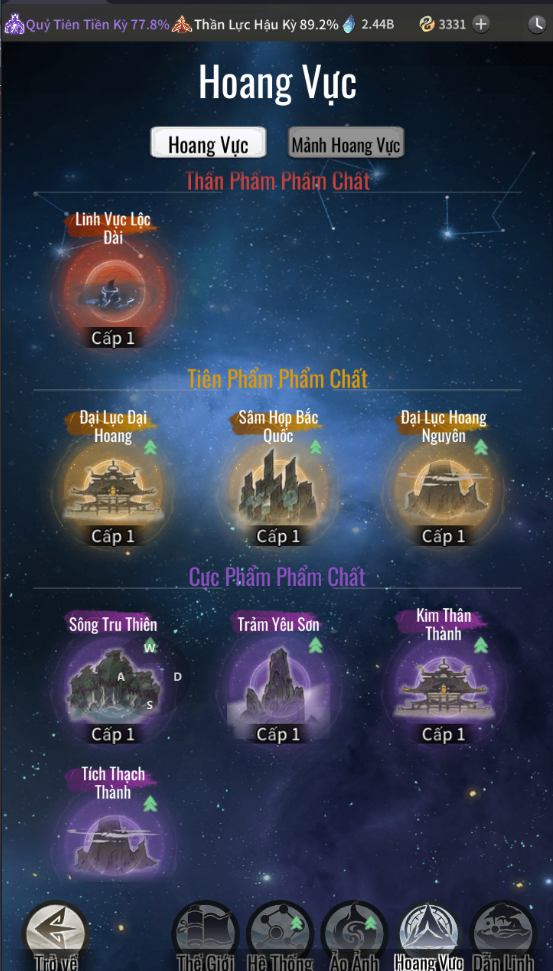 Quỷ Tiên Tiền Kỳ 77.8% Thần Lực Hậu Kỳ 89.2% 2.44B 3331
Hoang Vực
Hoang Vực Mảnh Hoang Vực
Thần Phẩm Phẩm Chất
Linh Vực Lộc
Dài
Cấp 1
Tiên Phẩm Phẩm Chất
Đại Lục Đại
Hoang
Cấp 1
Sâm Hợp Bắc
Quốc
Cấp 1
Đại Lục Hoang
Nguyên
Cấp 1
Cực Phẩm Phẩm Chất
Sông Tru Thiên
W
A
D
S
Cấp 1
Trảm Yêu Sơn
Cấp 1
Kim Thân
Thành
Cấp 1
Tích Thạch
Thành
Trở về Thế Giới Hệ Thống Ảo Ảnh Hoang Vực Dẫn Linh